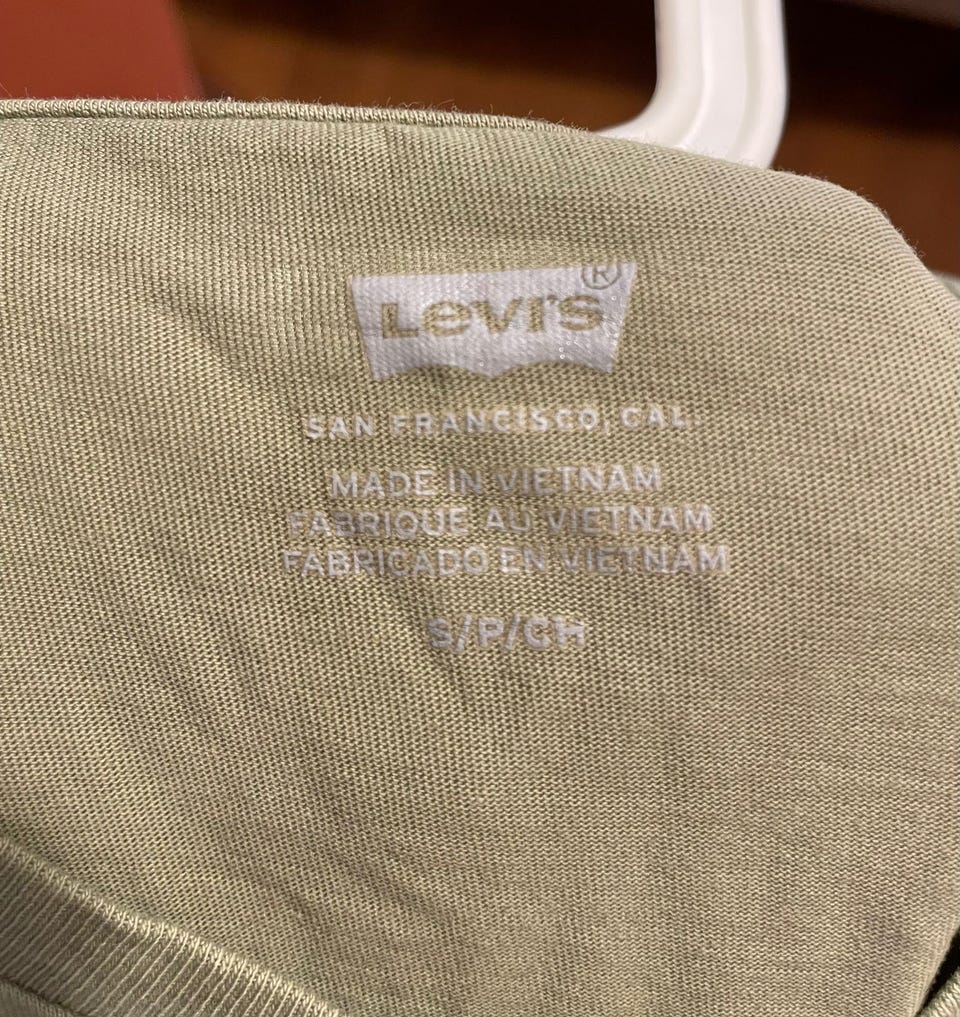 Levi's®
SAN FRANCISCO, CAL.
MADE IN VIETNAM
FABRIQUE AU VIETNAM
FABRICADO EN VIETNAM
S/P/CH